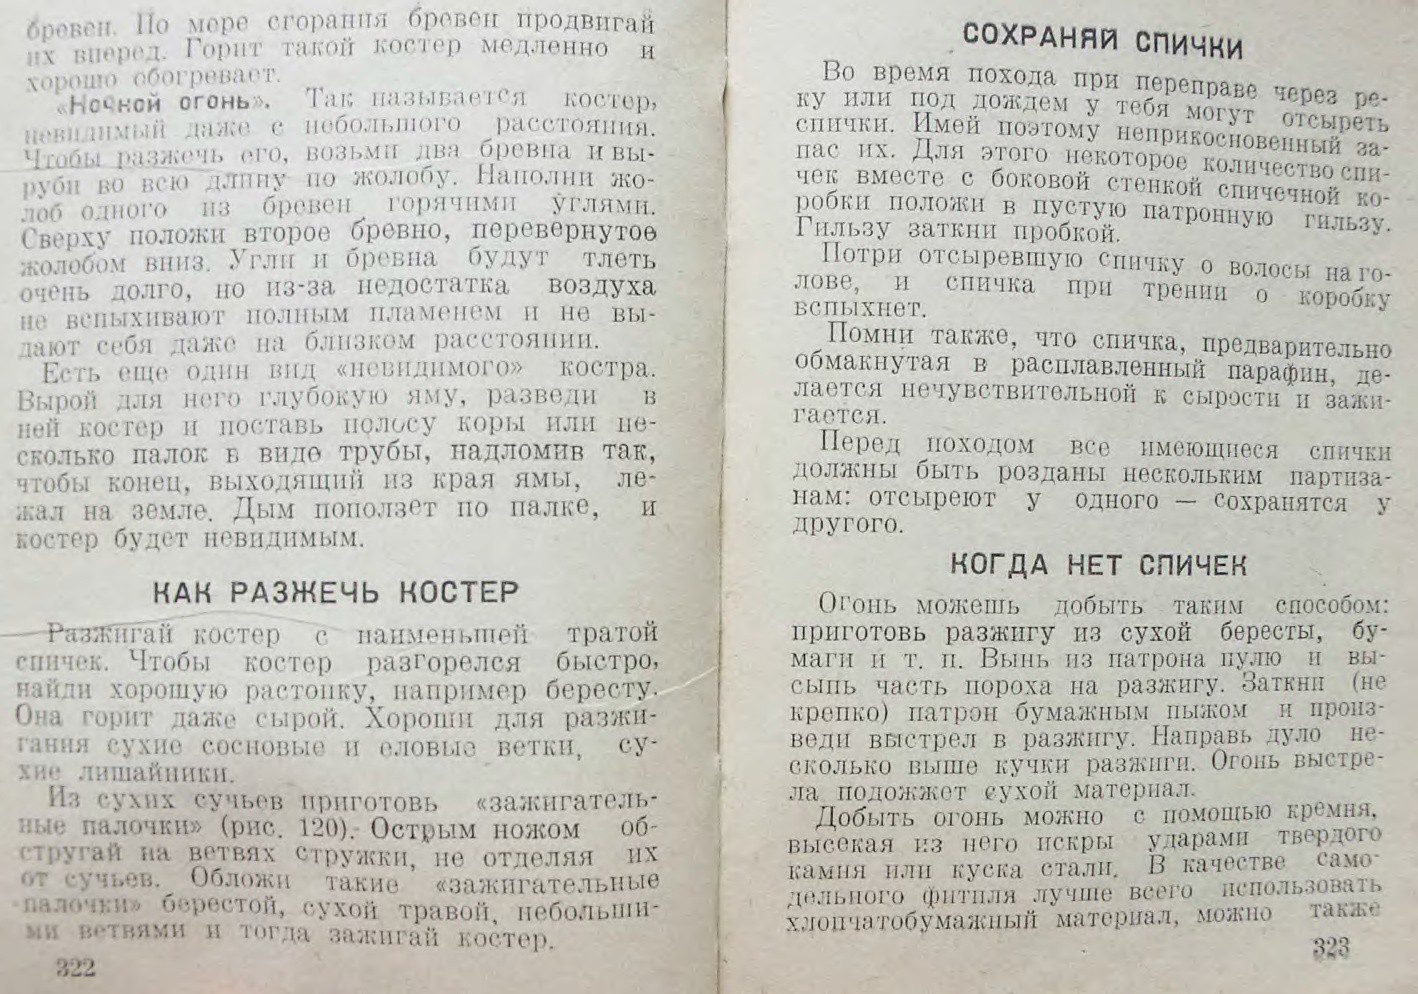 бревен. По мере сгорания бревен продвигай
их вперед. Горит такой костер медленно и
хорошо обогревает.
«Ночной огонь». Так называется костер,
невидимый даже с небольшого расстояния.
Чтобы разжечь его, возьми два бревна и вы-
руби во всю длину по жолобу. Наполни жо-
лоб одного из бревен горячими углями.
Сверху положи второе бревно, перевернутое
жолобом вниз. Угли и бревна будут тлеть
очень долго, но из-за недостатка воздуха
не вспыхивают полным пламенем и не вы-
дают себя даже на близком расстоянии.
Есть еще один вид «невидимого» костра.
Вырой для него глубокую яму, разведи в
ней костер и поставь полосу коры или не-
сколько палок в виде трубы, надломив так,
чтобы конец, выходящий из края ямы, ле-
жал на земле. Дым поползет по палке, и
костер будет невидимым.
КАК РАЗЖЕЧЬ КОСТЕР
Разжигай костер с наименьшей тратой
спичек. Чтобы костер разгорелся быстро,
найди хорошую растопку, например бересту.
Она горит даже сырой. Хороши для разжи-
гания сухие сосновые и еловые ветки, су-
хие лишайники.
Из сухих сучьев приготовь «зажигатель-
ные палочки» (рис. 120). Острым ножом об-
стругай на ветвях стружки, не отделяя их
от сучьев. Обложи такие «зажигательные
палочки» берестой, сухой травой, небольши-
ми ветвями и тогда зажигай костер.
322
СОХРАНЯЙ СПИЧКИ
Во время похода при переправе через ре-
ку или под дождем у тебя могут отсыреть
спички. Имей поэтому неприкосновенный за-
пас их. Для этого некоторое количество спи-
чек вместе с боковой стенкой спичечной ко-
робки положи в пустую патронную гильзу.
Гильзу заткни пробкой.
Потри отсыревшую спичку о волосы на го-
лове, и спичка при трении о коробку
вспыхнет.
Помни также, что спичка, предварительно
обмакнутая в расплавленный парафин, де-
лается нечувствительной к сырости и зажи-
гается.
Перед походом все имеющиеся спички
должны быть розданы нескольким партиза-
нам: отсыреют у одного — сохранятся у
другого.
КОГДА НЕТ СПИЧЕК
Огонь можешь добыть таким способом:
приготовь разжигу из сухой бересты, бу-
маги и т. п. Вынь из патрона пулю и вы-
сыпь часть пороха на разжигу. Заткни (не
крепко) патрон бумажным пыжом и произ-
веди выстрел в разжигу. Направь дуло не-
сколько выше кучки разжиги. Огонь выстре-
ла подожжет сухой материал.
Добыть огонь можно с помощью кремня,
высекая из него искры ударами твердого
камня или куска стали. В качестве само-
дельного фитиля лучше всего использовать
хлопчатобумажный материал, можно также
323